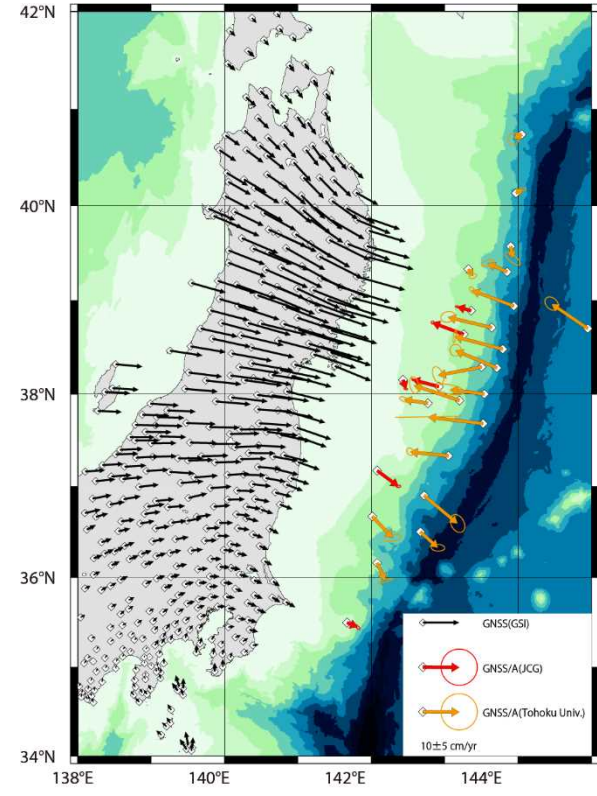 42°N
40°N
38°N
36°N
34°N
138°E
140°E
142°E
144°E
GNSS(GSI)
GNSS/A(JCG)
GNSS/A(Tohoku Univ.)
10±5 cm/yr